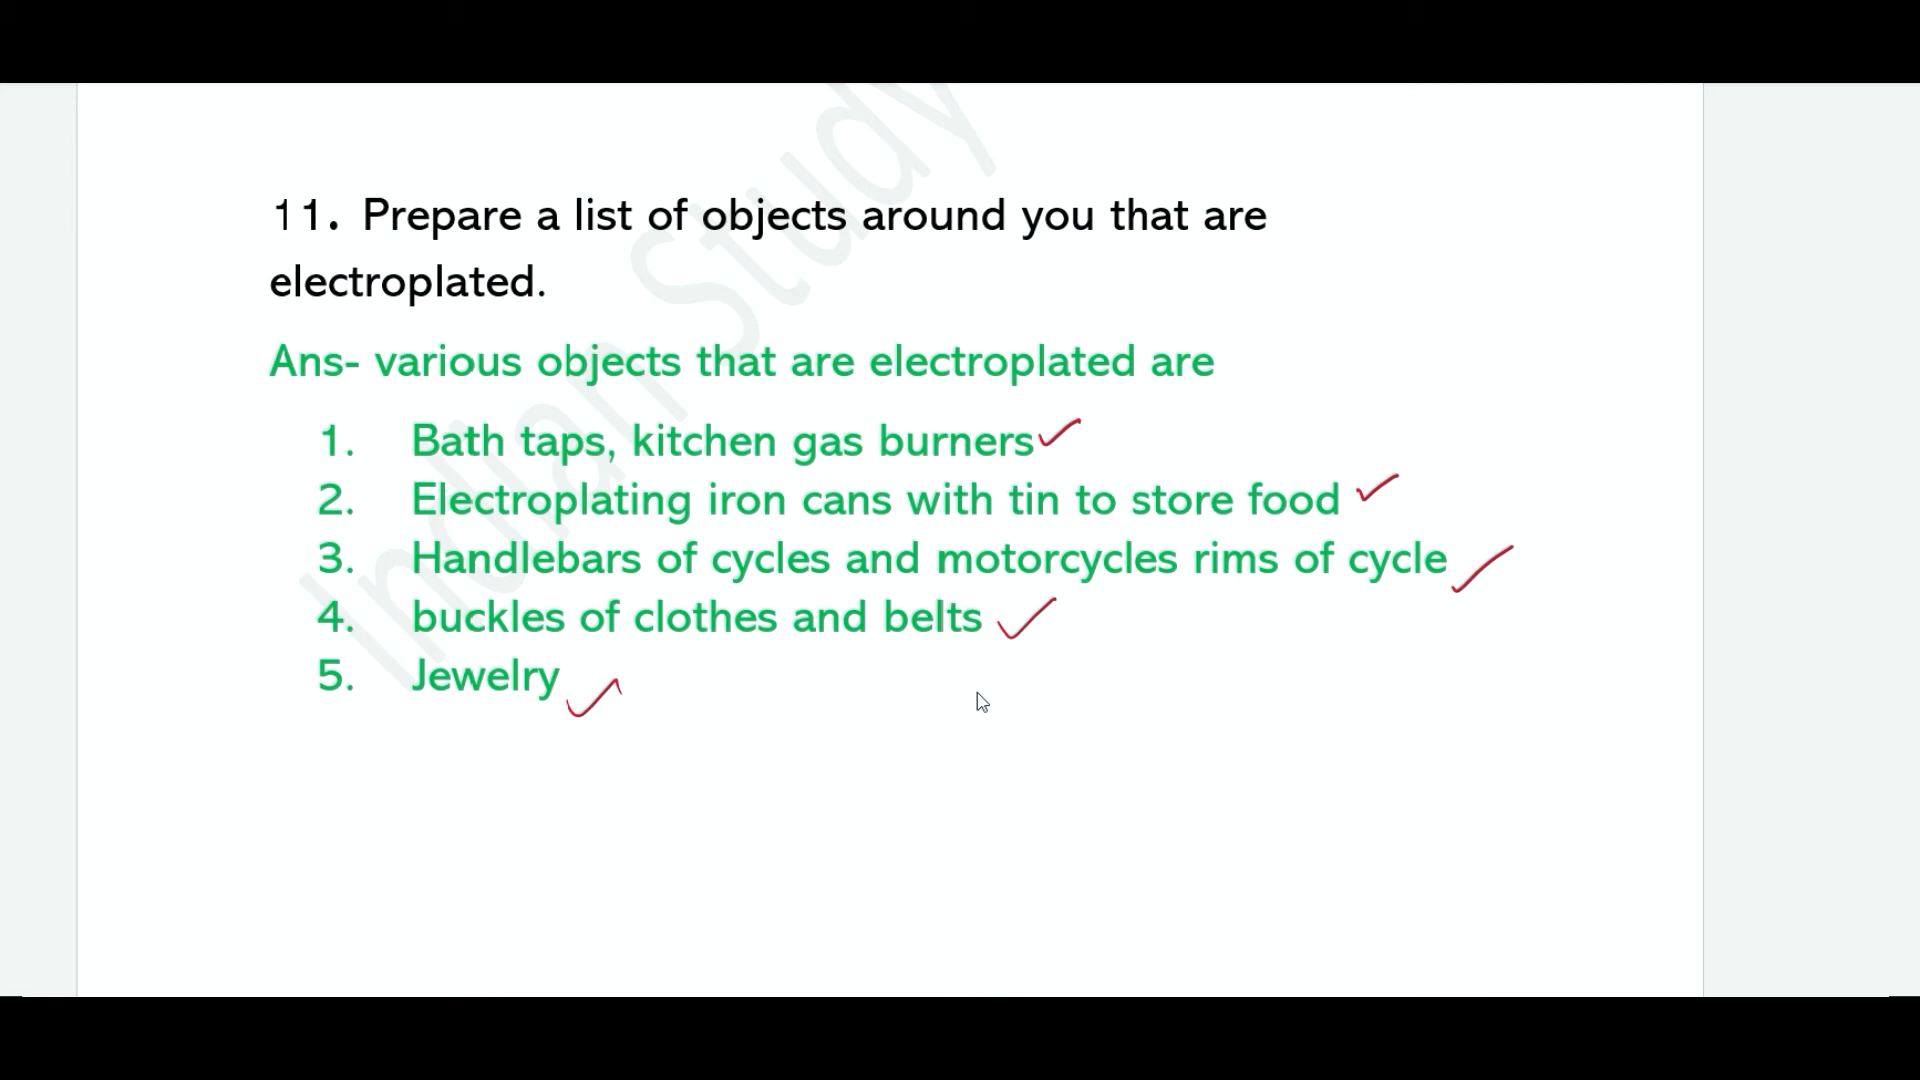 11. Prepare a list of objects around you that are
electroplated.
Ans- various objects that are electroplated are
1. Bath taps, kitchen gas burners
2. Electroplating iron cans with tin to store food
3. Handlebars of cycles and motorcycles rims of cycle
4. buckles of clothes and belts
5. Jewelry
Indian Study